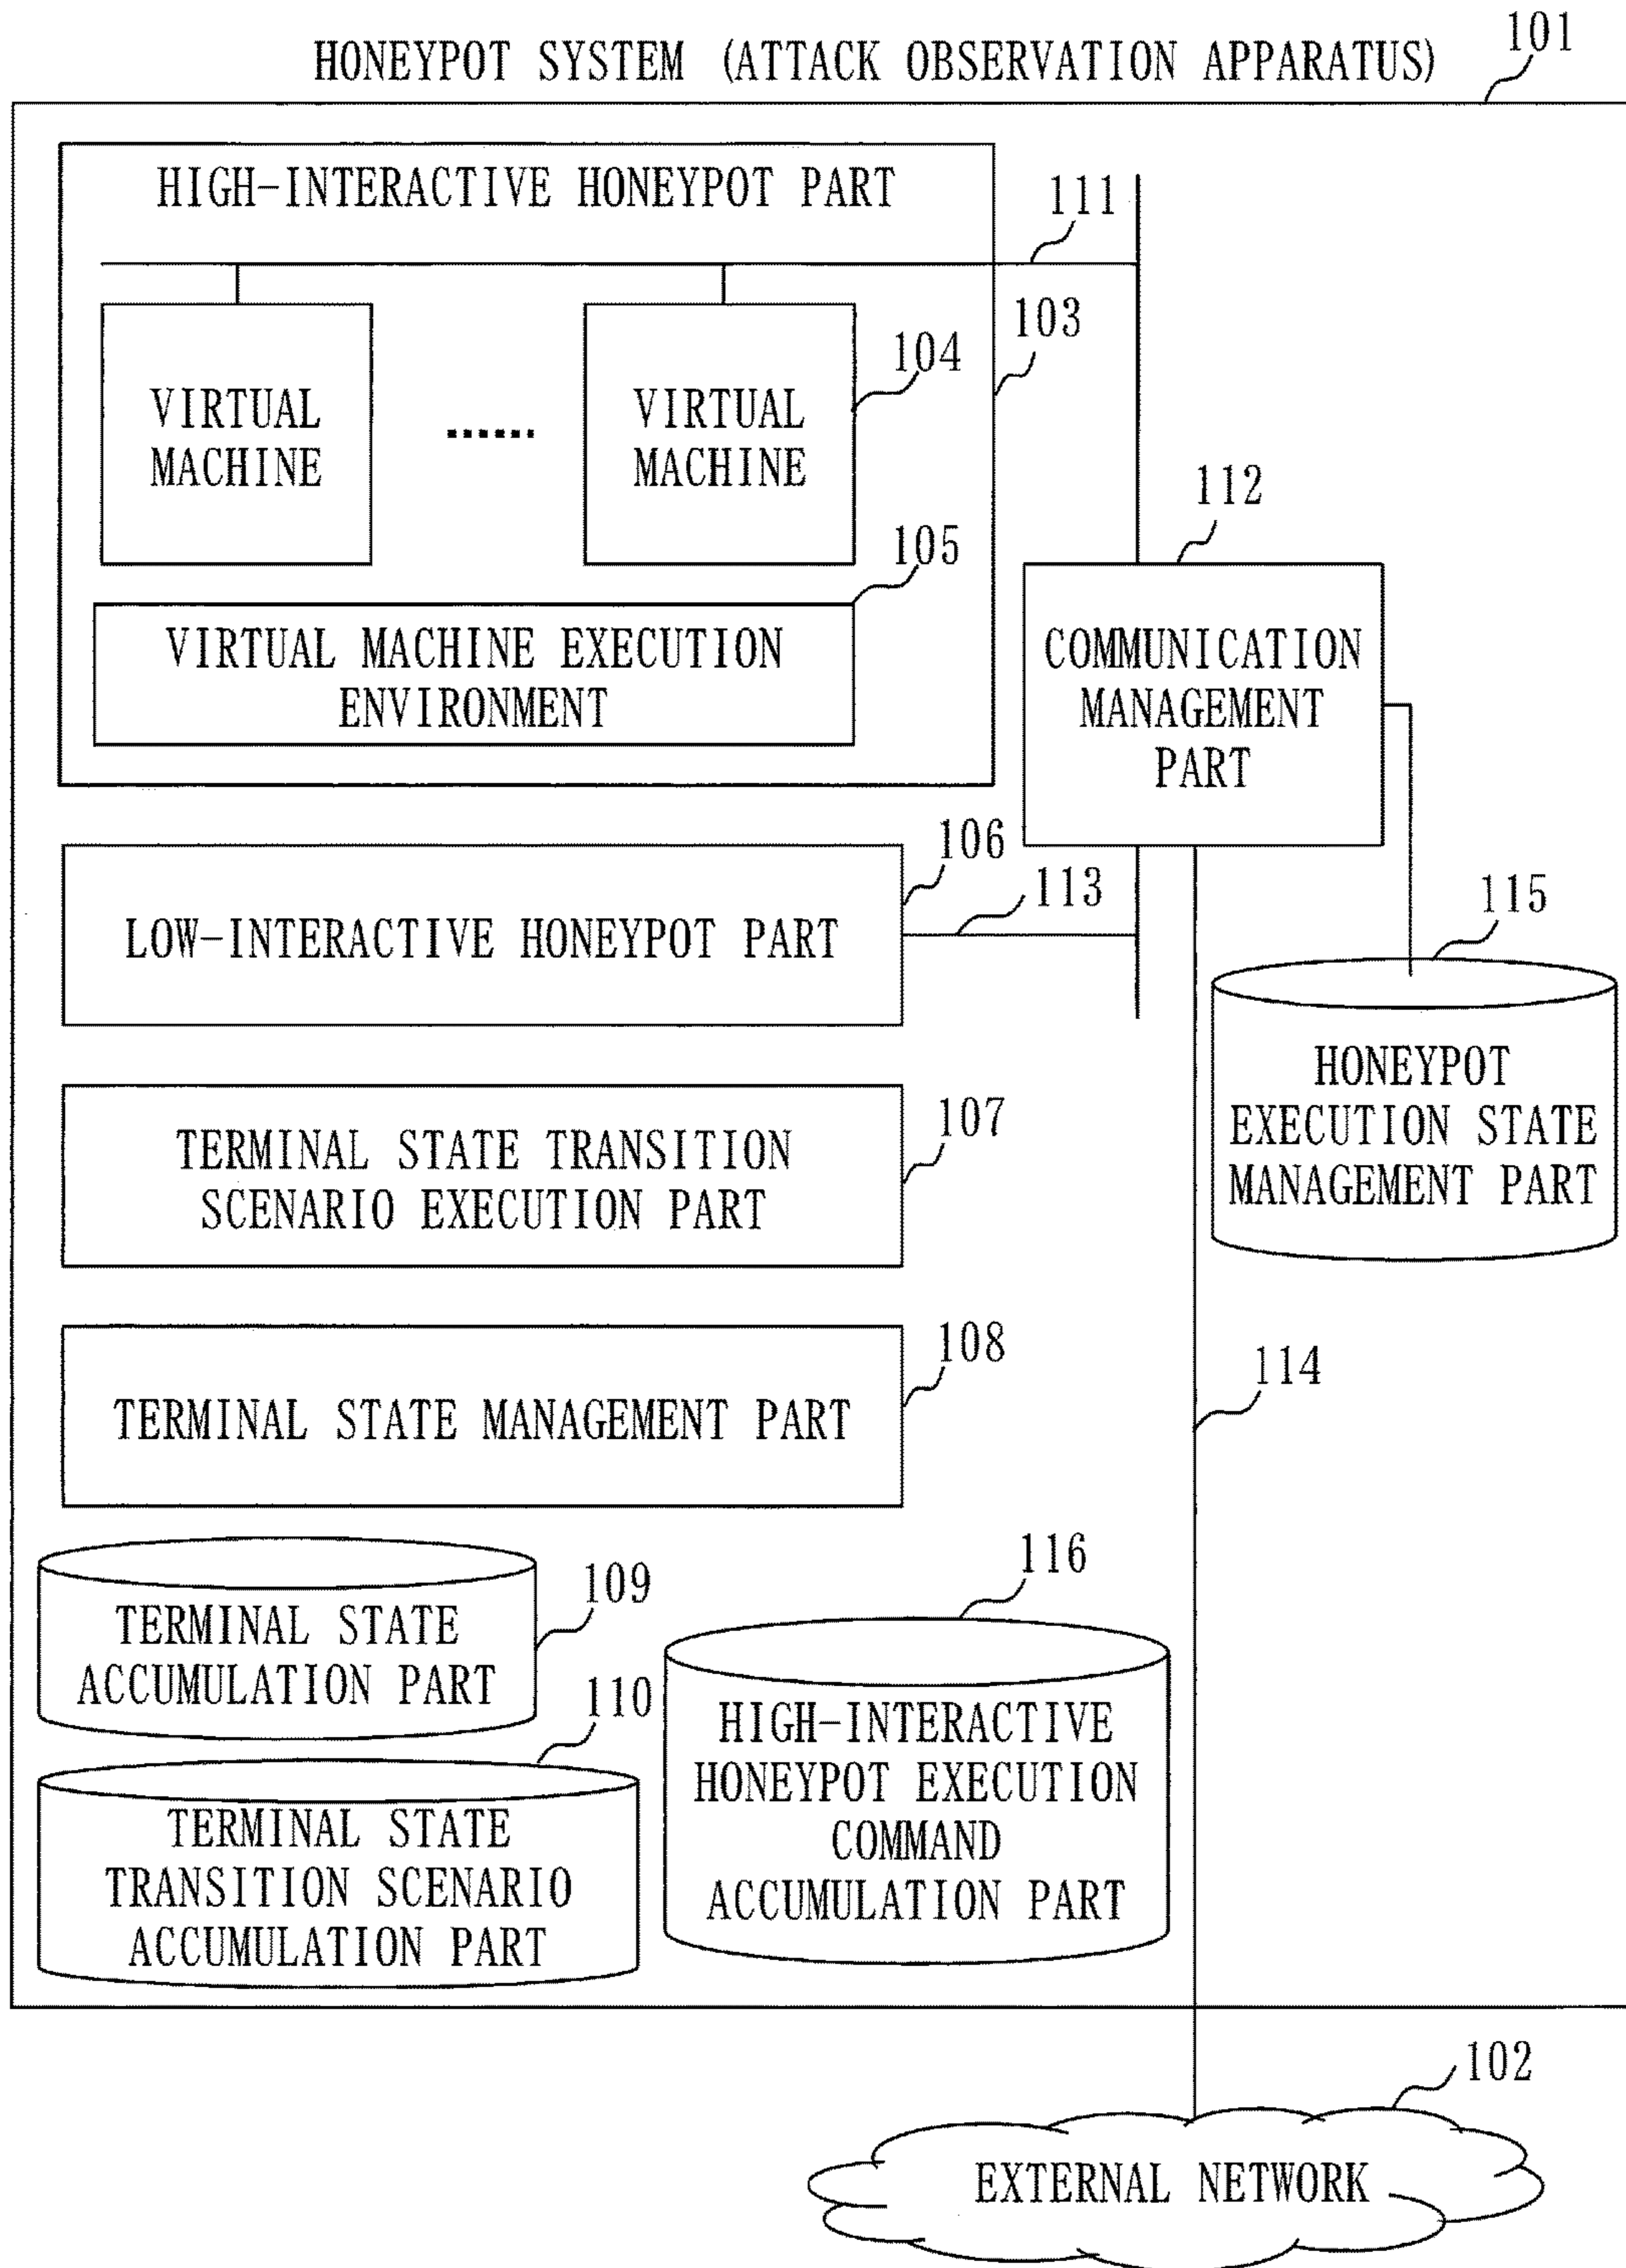 HONEYPOT SYSTEM (ATTACK OBSERVATION APPARATUS)
101
HIGH-INTERACTIVE HONEYPOT PART
111
103
VIRTUAL
MACHINE
......
VIRTUAL
MACHINE
104
112
105
VIRTUAL MACHINE EXECUTION
ENVIRONMENT
COMMUNICATION
MANAGEMENT
PART
106
LOW-INTERACTIVE HONEYPOT PART
113
115
HONEYPOT
EXECUTION STATE
MANAGEMENT PART
107
TERMINAL STATE TRANSITION
SCENARIO EXECUTION PART
108
TERMINAL STATE MANAGEMENT PART
114
109
TERMINAL STATE
ACCUMULATION PART
116
HIGH-INTERACTIVE
HONEYPOT EXECUTION
COMMAND
ACCUMULATION PART
110
TERMINAL STATE
TRANSITION SCENARIO
ACCUMULATION PART
102
EXTERNAL NETWORK